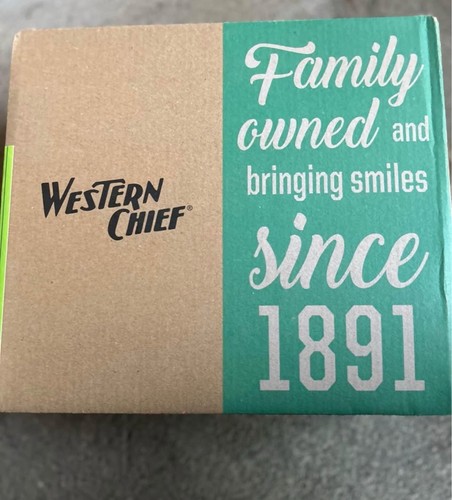 WESTERN
CHIEF®
Family
owned and
bringing smiles
since
1891